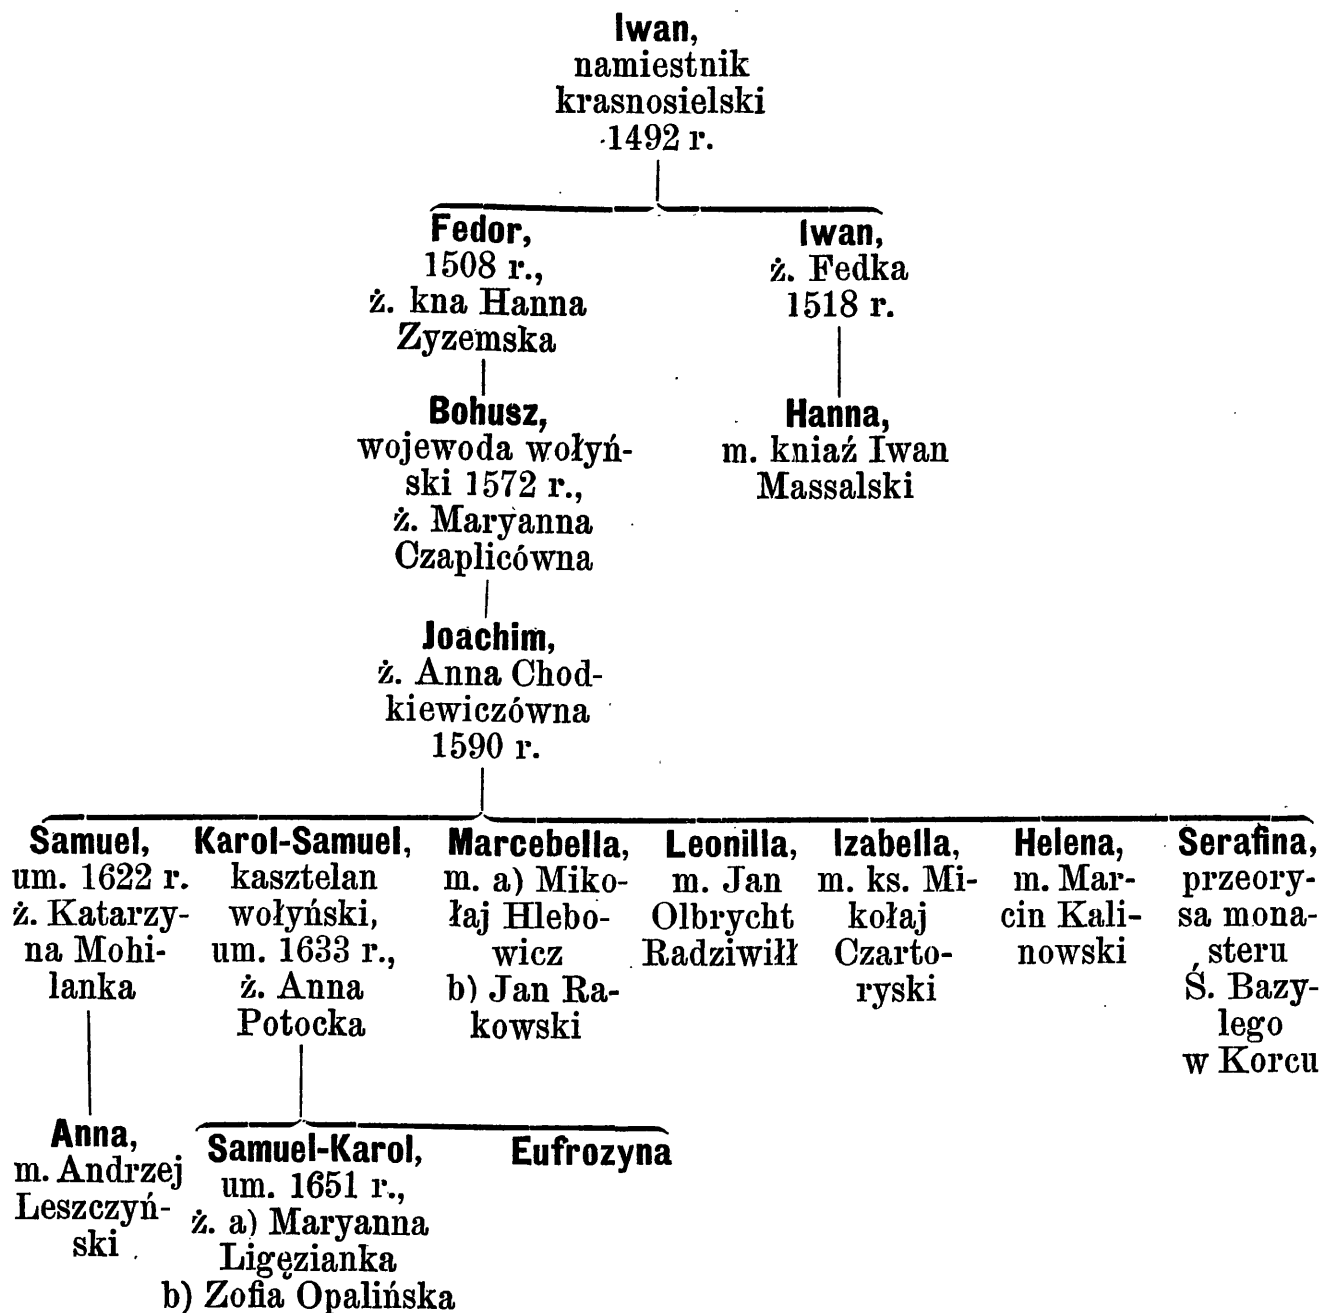 Iwan,
namiestnik
krasnosielski
1492 r.
Fedor,
1508 r.,
ż. kna Hanna
Zyzemska
Iwan,
ż. Fedka
1518 r.
Bohusz,
wojewoda wołyń-
ski 1572 r.,
ż. Maryanna
Czaplicówna
Hanna,
m. kniaź Iwan
Massalski
Joachim,
ż. Anna Chod-
kiewiczówna
1590 r.
Samuel,
um. 1622 r.
ż. Katarzy-
na Mohi-
lanka
Karol-Samuel,
kasztelan
wołyński,
um. 1633 r.,
ż. Anna
Potocka
Marcebella,
m. a) Miko-
łaj Hlebo-
wicz
b) Jan Ra-
kowski
Leonilla,
m. Jan
Olbrycht
Radziwiłł
Izabella,
m. ks. Mi-
kołaj
Czarto-
ryski
Helena,
m. Mar-
cin Kali-
nowski
Serafina,
przeory-
sa mona-
steru
Ś. Bazy-
lego
w Korcu
Anna,
m. Andrzej
Leszczyń-
ski
Samuel-Karol,
um. 1651 r.,
ż. a) Maryanna
Ligęzianka
b) Zofia Opalińska
Eufrozyna